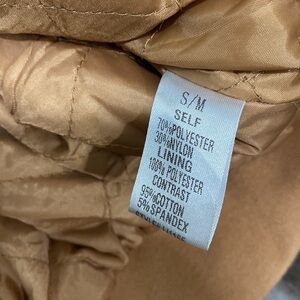 S/M
SELF
70%POLYESTER
30%NYLON
LINING
100% POLYESTER
CONTRAST
95%COTTON
5%SPANDEX